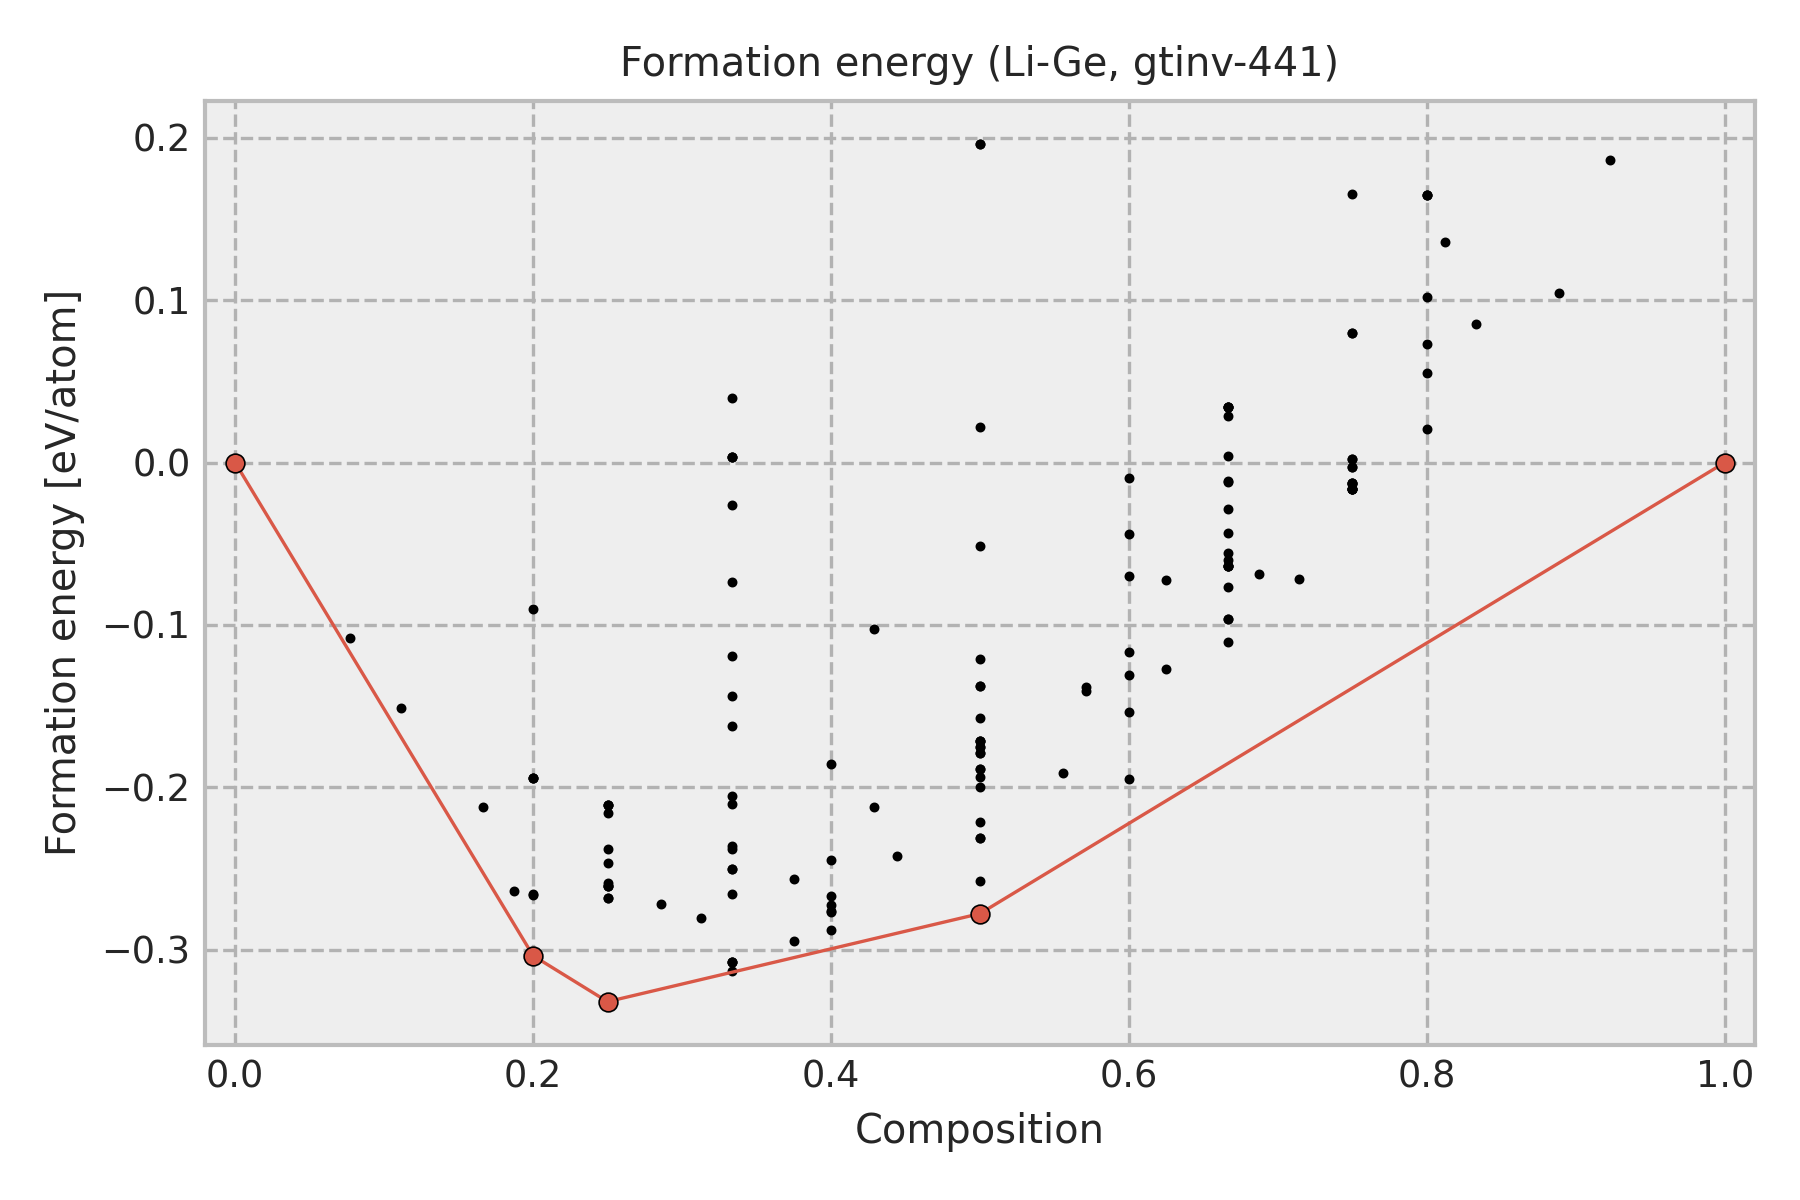 Formation energy (Li-Ge, gtinv-441)
Formation energy [eV/atom]
0.2
0.1
0.0
−0.1
−0.2
−0.3
0.0 0.2 0.4 0.6 0.8 1.0
Composition